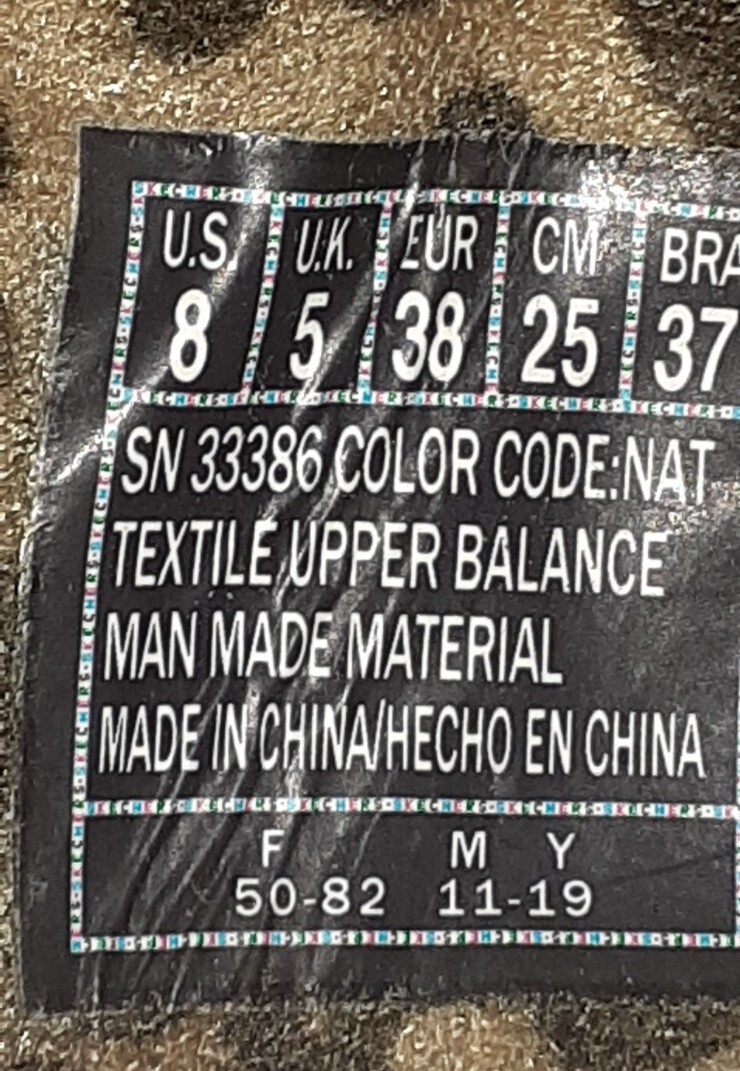 U.S. U.K. EUR CM BRA
8 5 38 25 37
SN 33386 COLOR CODE:NAT
TEXTILE UPPER BALANCE
MAN MADE MATERIAL
MADE IN CHINA/HECHO EN CHINA
F M Y
50-82 11-19